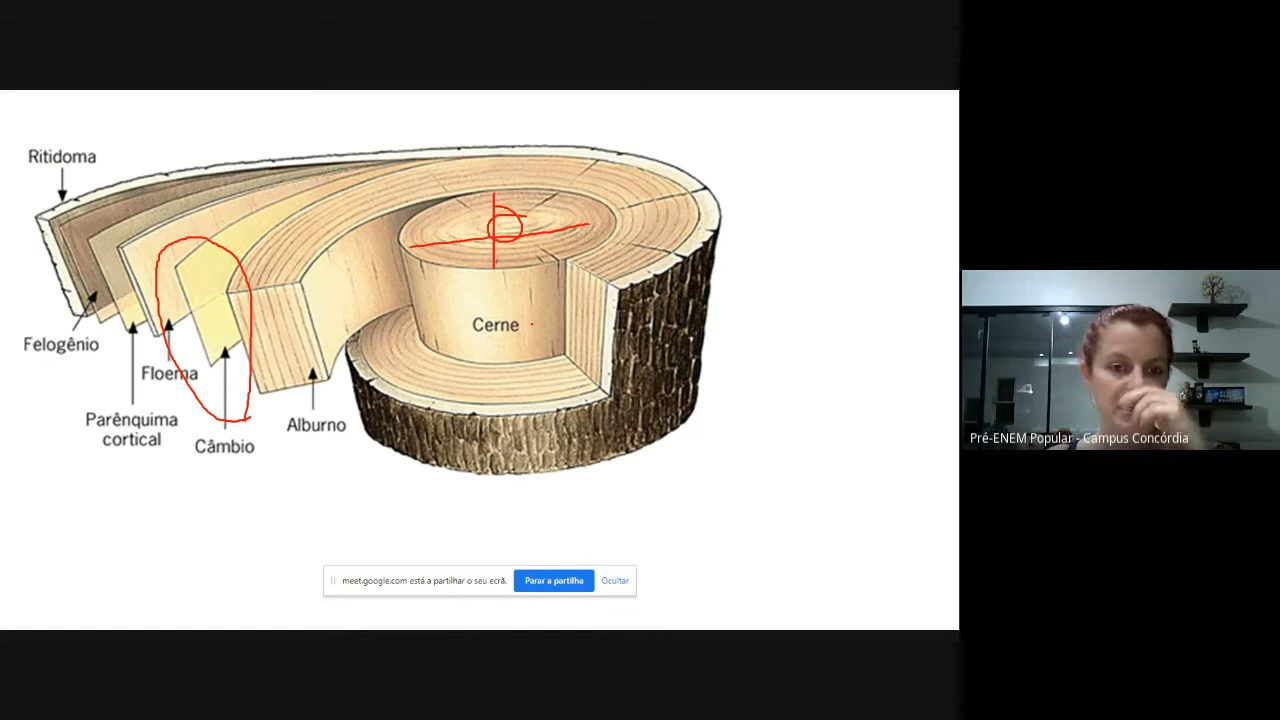 Ritidoma
Felogênio
Floema
Parênquima
cortical
Câmbio
Alburno
Cerne
meet.google.com está a partilhar o seu ecrã.
Parar a partilha
Ocultar
Pré-ENEM Popular - Campus Concórdia